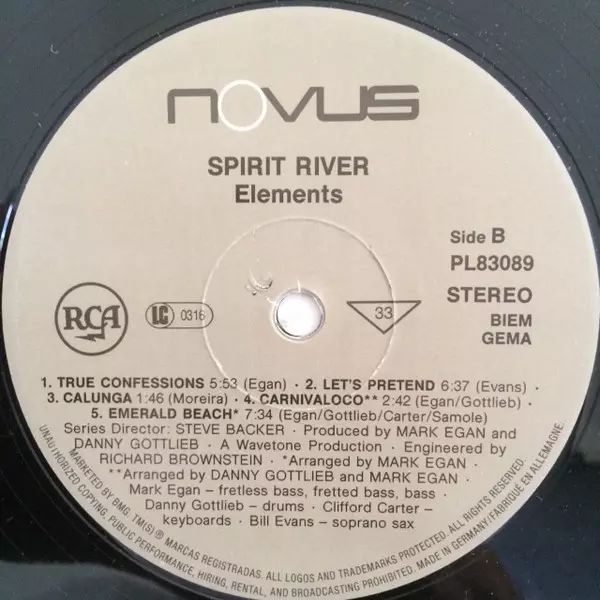 novus
SPIRIT RIVER
Elements
Side B
PL83089
STEREO
BIEM
GEMA
RCA
LC 0316
33
1. TRUE CONFESSIONS 5:53 (Egan) · 2. LET'S PRETEND 6:37 (Evans) ·
3. CALUNGA 1:46 (Moreira) · 4. CARNIVALOCO** 2:42 (Egan/Gottlieb) ·
5. EMERALD BEACH* 7:34 (Egan/Gottlieb/Carter/Samole)
Series Director: STEVE BACKER · Produced by MARK EGAN and
DANNY GOTTLIEB · A Wavetone Production · Engineered by
RICHARD BROWNSTEIN · *Arranged by MARK EGAN ·
**Arranged by DANNY GOTTLIEB and MARK EGAN ·
Mark Egan – fretless bass, fretted bass, bass ·
Danny Gottlieb – drums · Clifford Carter –
keyboards · Bill Evans – soprano sax
MARKETED BY BMG. TM(S) ® MARCAS REGISTRADAS. ALL LOGOS AND TRADEMARKS PROTECTED. ALL RIGHTS RESERVED.
UNAUTHORIZED COPYING, PUBLIC PERFORMANCE, HIRING, RENTAL, AND BROADCASTING PROHIBITED. MADE IN GERMANY/FABRIQUÉ EN ALLEMAGNE.